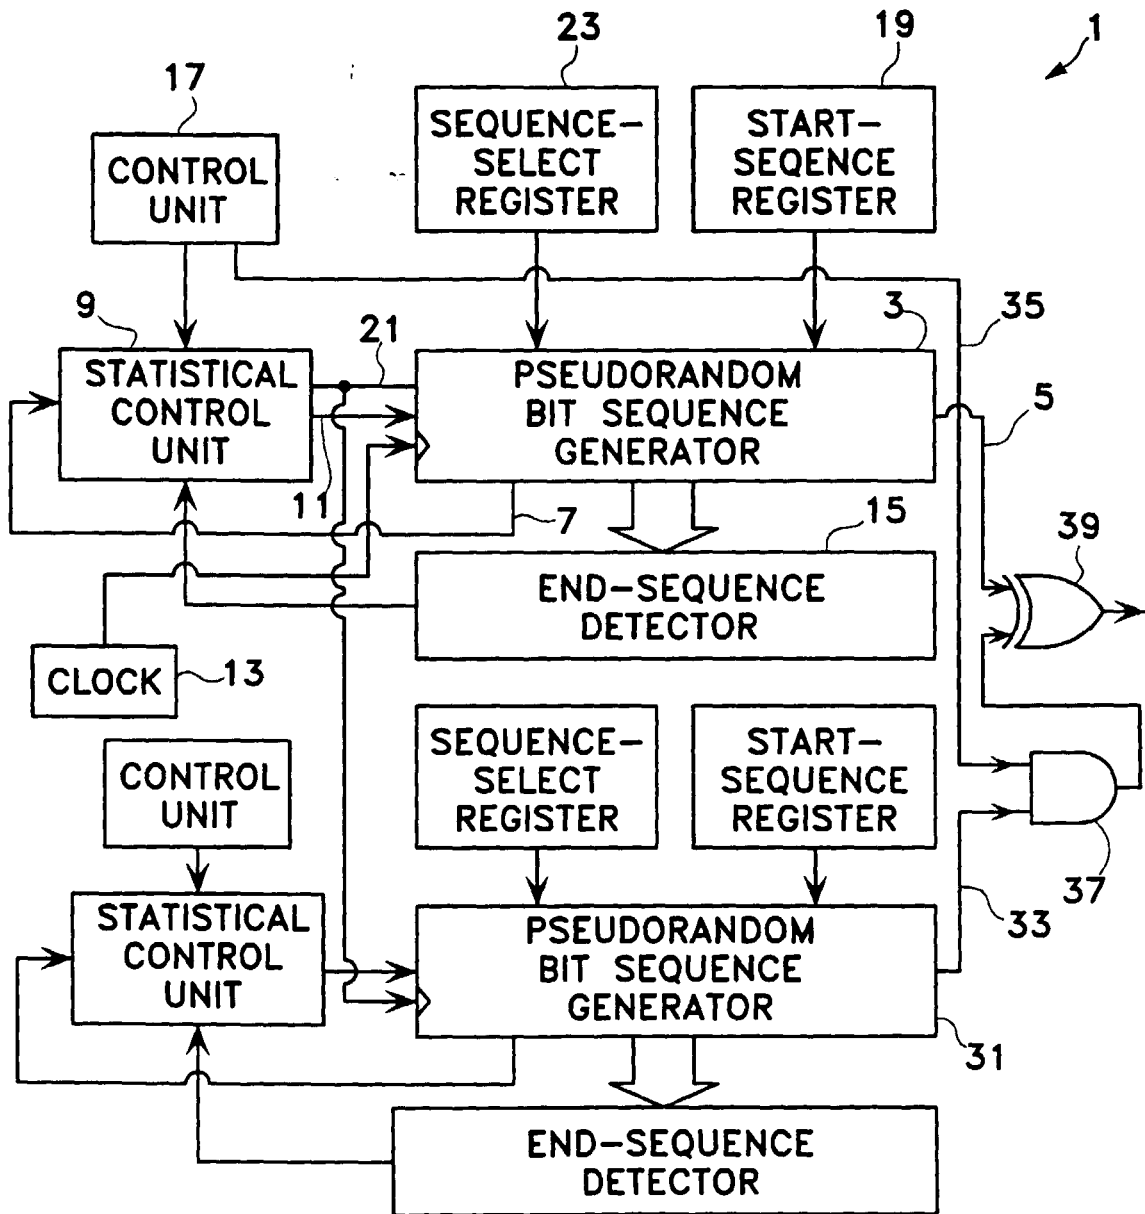 23
19
1
17
SEQUENCE-
SELECT
REGISTER
START-
SEQENCE
REGISTER
CONTROL
UNIT
9
21
3
35
STATISTICAL
CONTROL
UNIT
PSEUDORANDOM
BIT SEQUENCE
GENERATOR
5
11
7
15
39
END-SEQUENCE
DETECTOR
CLOCK
13
SEQUENCE-
SELECT
REGISTER
START-
SEQUENCE
REGISTER
CONTROL
UNIT
37
STATISTICAL
CONTROL
UNIT
PSEUDORANDOM
BIT SEQUENCE
GENERATOR
33
31
END-SEQUENCE
DETECTOR